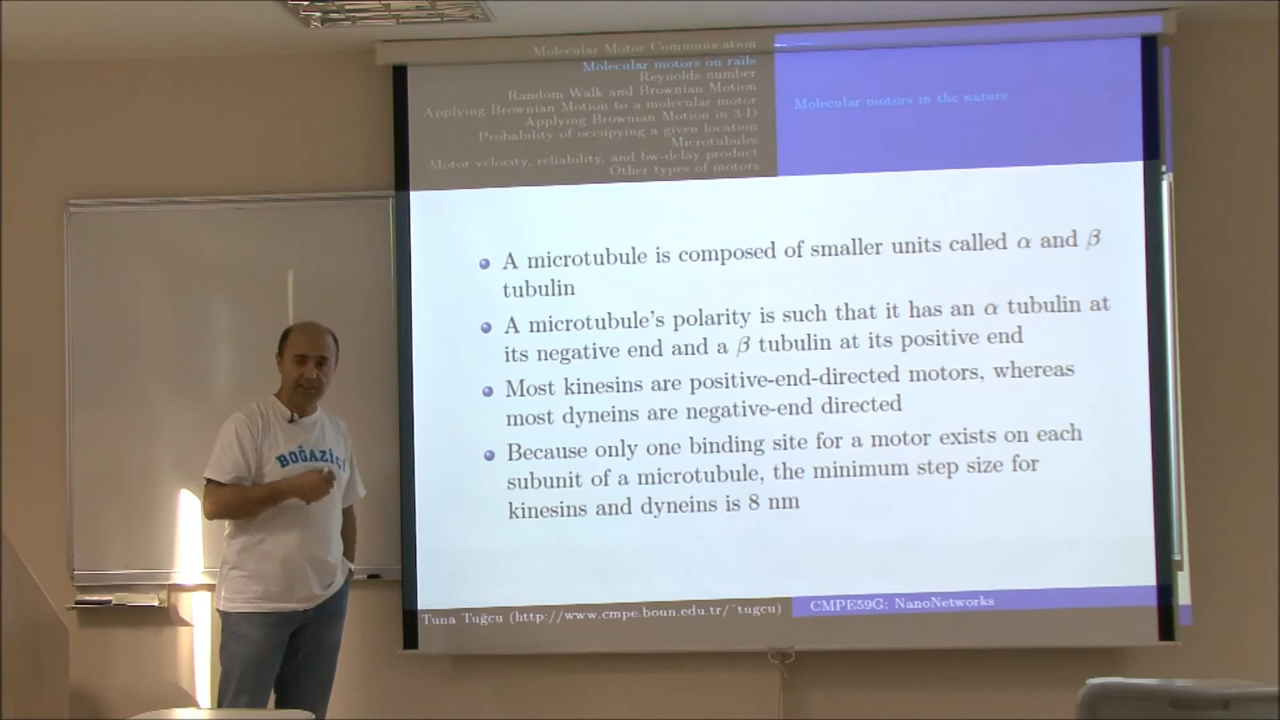 Molecular Motor Communication
Molecular motors on rails
Reynolds number
Random Walk and Brownian Motion
Applying Brownian Motion to a molecular motor
Applying Brownian Motion in 3-D
Probability of occupying a given location
Microtubules
Motor velocity, reliability, and bw-delay product
Other types of motors
Molecular motors in the nature
A microtubule is composed of smaller units called α and β
tubulin
A microtubule's polarity is such that it has an α tubulin at
its negative end and a β tubulin at its positive end
Most kinesins are positive-end-directed motors, whereas
most dyneins are negative-end directed
Because only one binding site for a motor exists on each
subunit of a microtubule, the minimum step size for
kinesins and dyneins is 8 nm
Tuna Tuğcu (http://www.cmpe.boun.edu.tr/~tugcu)
CMPE59G: NanoNetworks
BOĞAZİÇİ